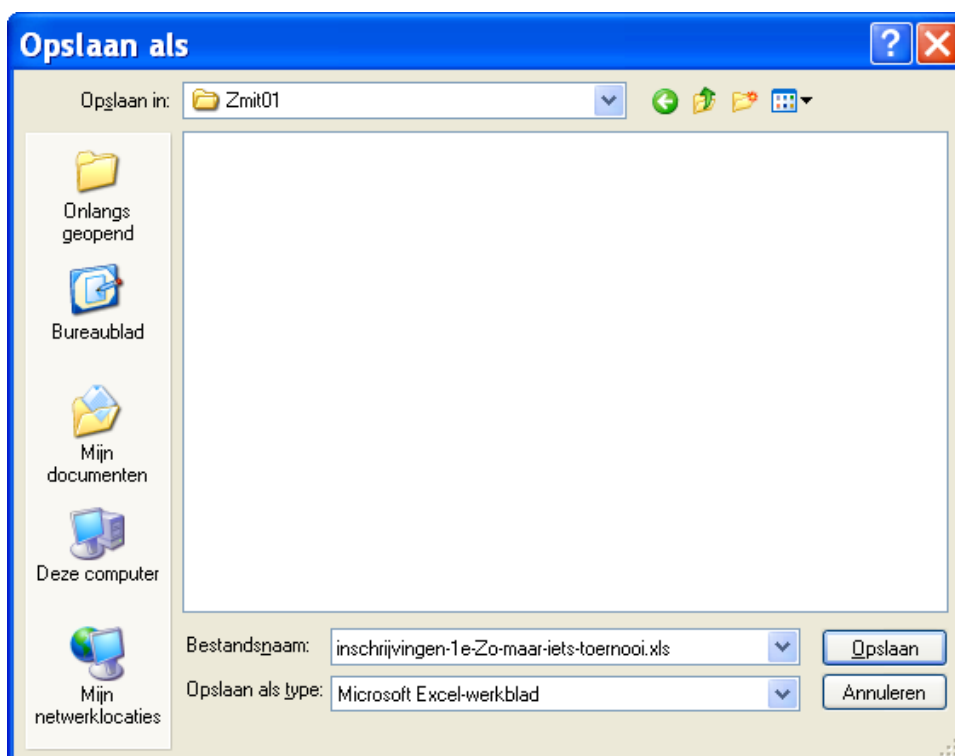 Opslaan als
Opslaan in:
Zmit01
Onlangs
geopend
Bureaublad
Mijn
documenten
Deze computer
Mijn
netwerklocaties
Bestandsnaam:
inschrijvingen-1e-Zo-maar-iets-toernooi.xls
Opslaan
Opslaan als type:
Microsoft Excel-werkblad
Annuleren